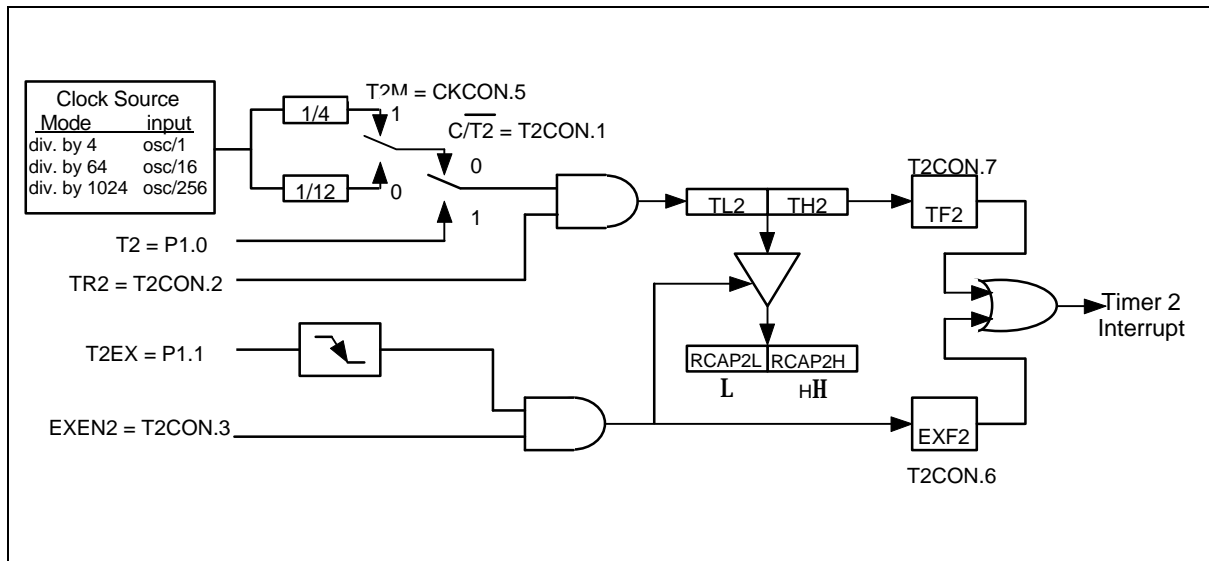 Clock Source
Mode input
div. by 4 osc/1
div. by 64 osc/16
div. by 1024 osc/256
1/4
1/12
T2M = CKCON.5
1
0
C/T2 = T2CON.1
0
1
T2 = P1.0
TR2 = T2CON.2
TL2 TH2
T2CON.7
TF2
Timer 2
Interrupt
T2EX = P1.1
EXEN2 = T2CON.3
RCAP2L RCAP2H
L HH
EXF2
T2CON.6